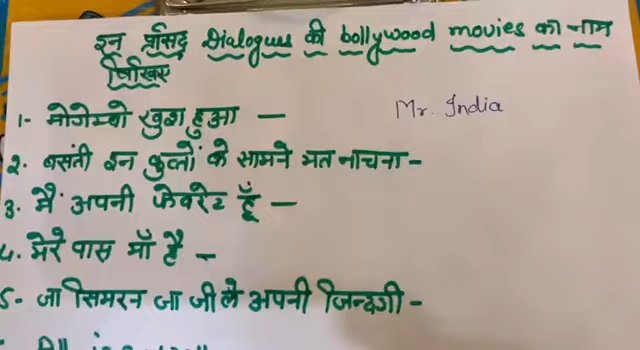 इन प्रसिद्ध Dialogues की bollywood movies का नाम
लिखिए
1- मोगेम्बो खुश हुआ — Mr. India
2. बसंती इन कुत्तों के सामने मत नाचना -
3. मैं अपनी फेवरेट हूँ —
4. मेरे पास माँ है -
5- जा सिमरन जा जी ले अपनी जिन्दगी -